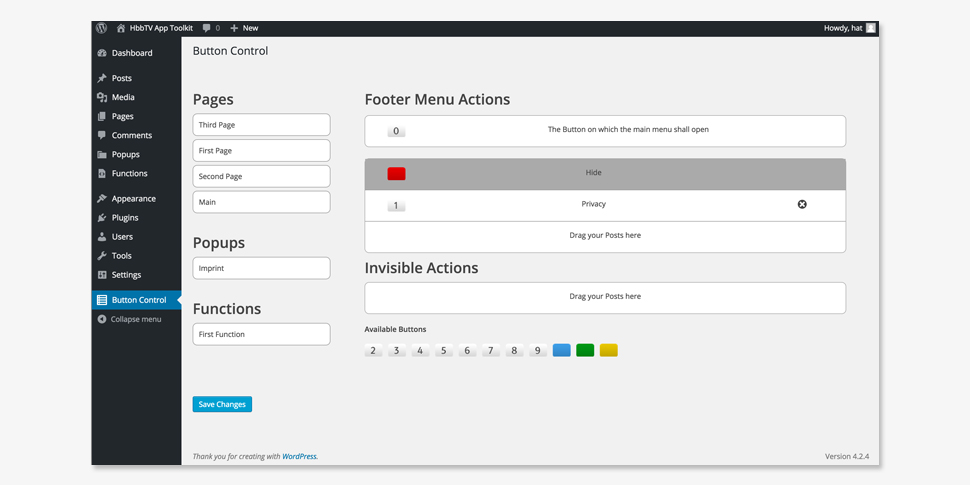 HbbTV App Toolkit 0 New Howdy, hat
Dashboard
Posts
Media
Pages
Comments
Popups
Functions
Appearance
Plugins
Users
Tools
Settings
Button Control
Collapse menu
Button Control
Pages
Third Page
First Page
Second Page
Main
Popups
Imprint
Functions
First Function
Save Changes
Footer Menu Actions
0 The Button on which the main menu shall open
Hide
1 Privacy
Drag your Posts here
Invisible Actions
Drag your Posts here
Available Buttons
2 3 4 5 6 7 8 9
Thank you for creating with WordPress. Version 4.2.4